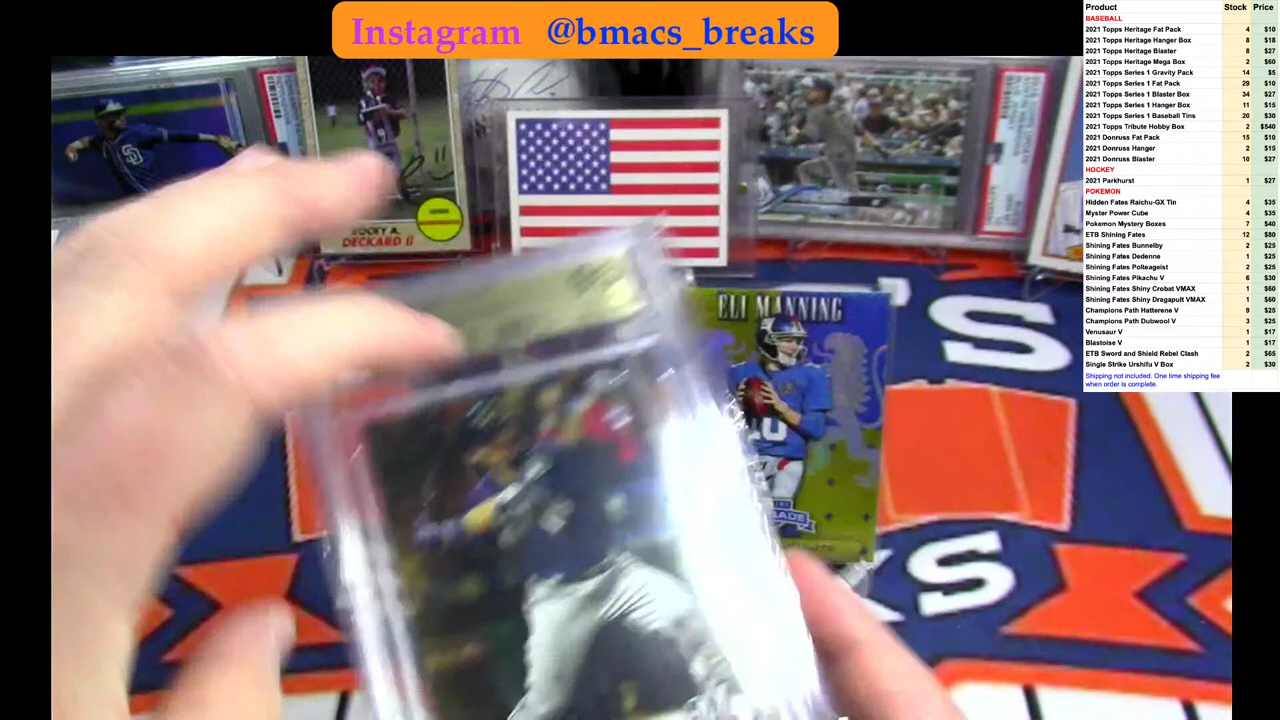 Instagram @bmacs_breaks
Product Stock Price
BASEBALL
2021 Topps Heritage Fat Pack 4 $10
2021 Topps Heritage Hanger Box 8 $18
2021 Topps Heritage Blaster 8 $27
2021 Topps Heritage Mega Box 2 $60
2021 Topps Series 1 Gravity Pack 14 $5
2021 Topps Series 1 Fat Pack 29 $10
2021 Topps Series 1 Blaster Box 34 $27
2021 Topps Series 1 Hanger Box 11 $15
2021 Topps Series 1 Baseball Tins 20 $30
2021 Topps Tribute Hobby Box 2 $540
2021 Donruss Fat Pack 15 $10
2021 Donruss Hanger 2 $15
2021 Donruss Blaster 10 $27
HOCKEY
2021 Parkhurst 1 $27
POKEMON
Hidden Fates Raichu-GX Tin 4 $35
Myster Power Cube 4 $35
Pokemon Mystery Boxes 7 $40
ETB Shining Fates 12 $80
Shining Fates Bunnelby 2 $25
Shining Fates Dedenne 1 $25
Shining Fates Polteageist 2 $25
Shining Fates Pikachu V 6 $30
Shining Fates Shiny Crobat VMAX 1 $60
Shining Fates Shiny Dragapult VMAX 1 $60
Champions Path Hatterene V 9 $25
Champions Path Dubwool V 3 $25
Venusaur V 1 $17
Blastoise V 1 $17
ETB Sword and Shield Rebel Clash 2 $65
Single Strike Urshifu V Box 2 $30
Shipping not included. One time shipping fee
when order is complete.
SD
ROCKY A.
DECKARD II
ELI MANNING
10
'S
KS